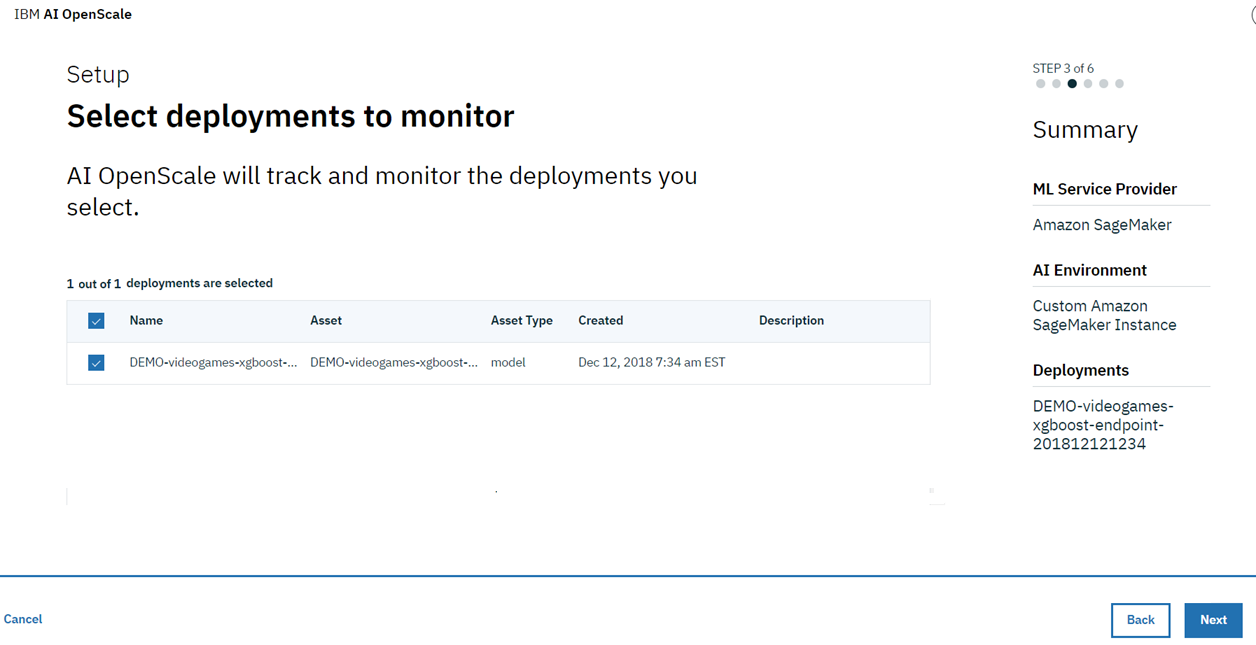 IBM AI OpenScale
Setup
Select deployments to monitor
AI OpenScale will track and monitor the deployments you
select.
1 out of 1 deployments are selected
Name Asset Asset Type Created Description
DEMO-videogames-xgboost-... DEMO-videogames-xgboost-... model Dec 12, 2018 7:34 am EST
STEP 3 of 6
Summary
ML Service Provider
Amazon SageMaker
AI Environment
Custom Amazon
SageMaker Instance
Deployments
DEMO-videogames-
xgboost-endpoint-
201812121234
Cancel
Back
Next